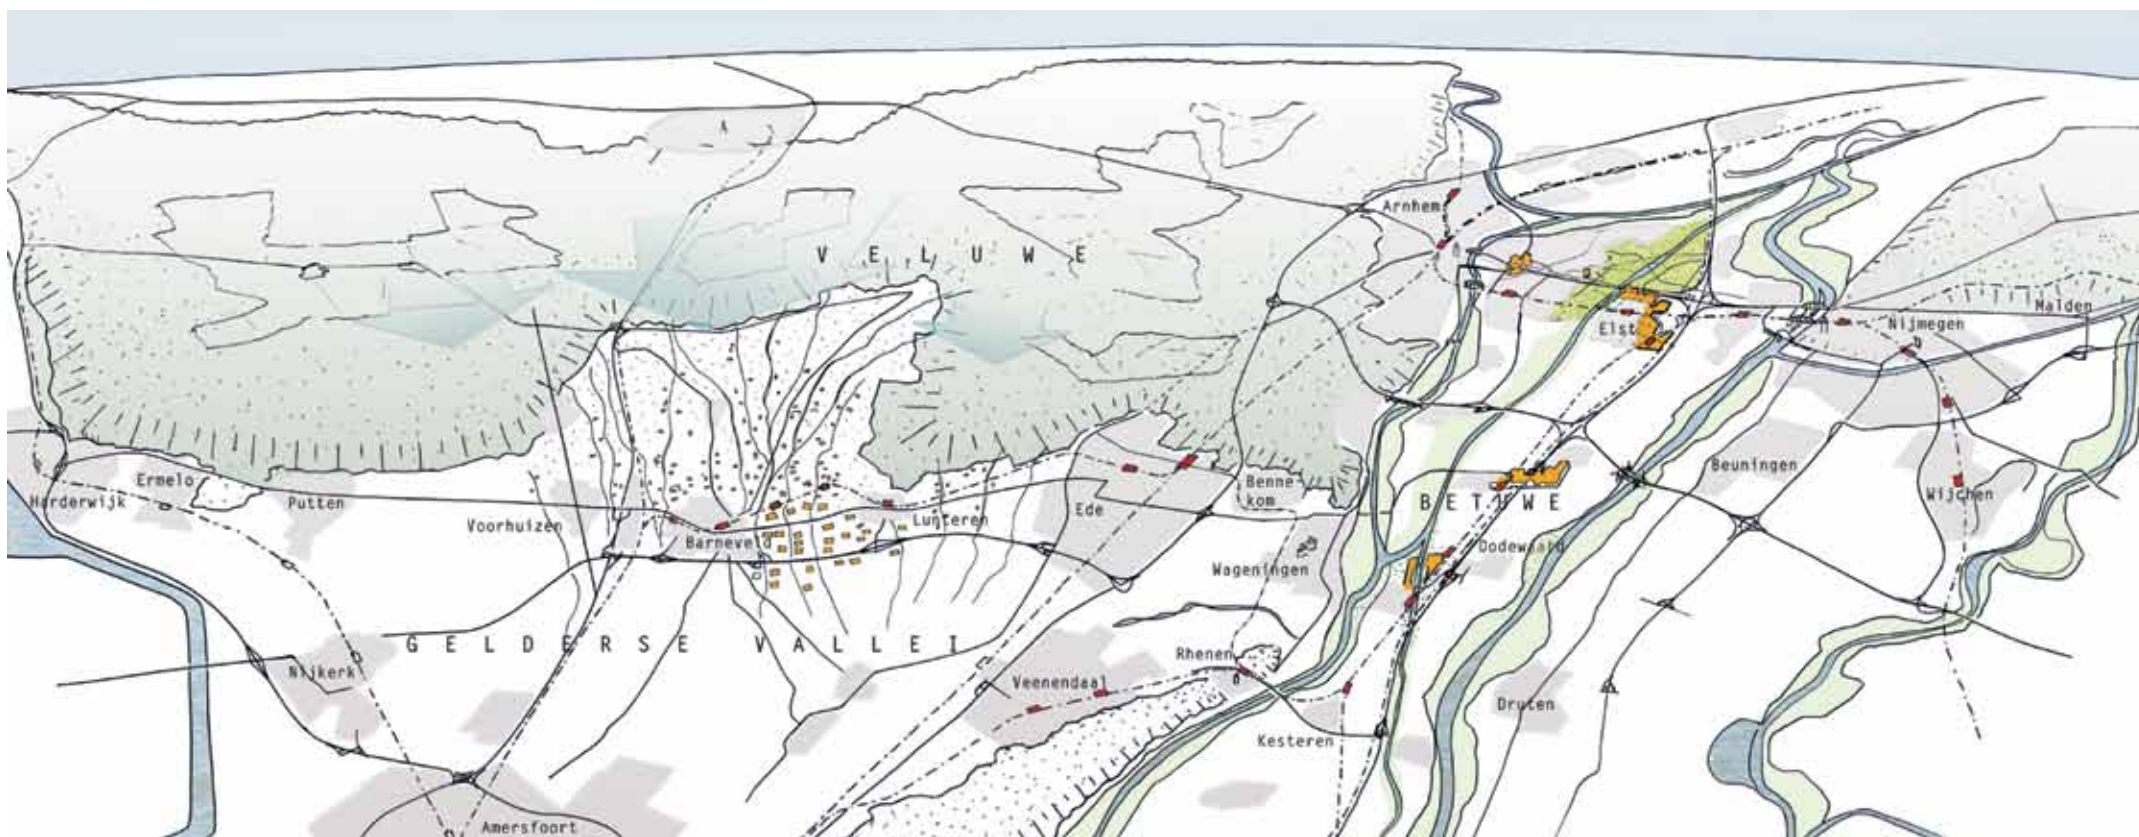 A
Arnhem
V E L U W E
Malden
Nijmegen
Elst
Beuningen
Ermelo
Harderwijk
Putten
Benne-
kom
Wijchen
Voorhuizen
Lunteren
Ede
B E T U W E
Barneveld
Dodewaard
Wageningen
G E L D E R S E V A L L E I
Rhenen
Nijkerk
Veenendaal
Druten
Kesteren
Amersfoort